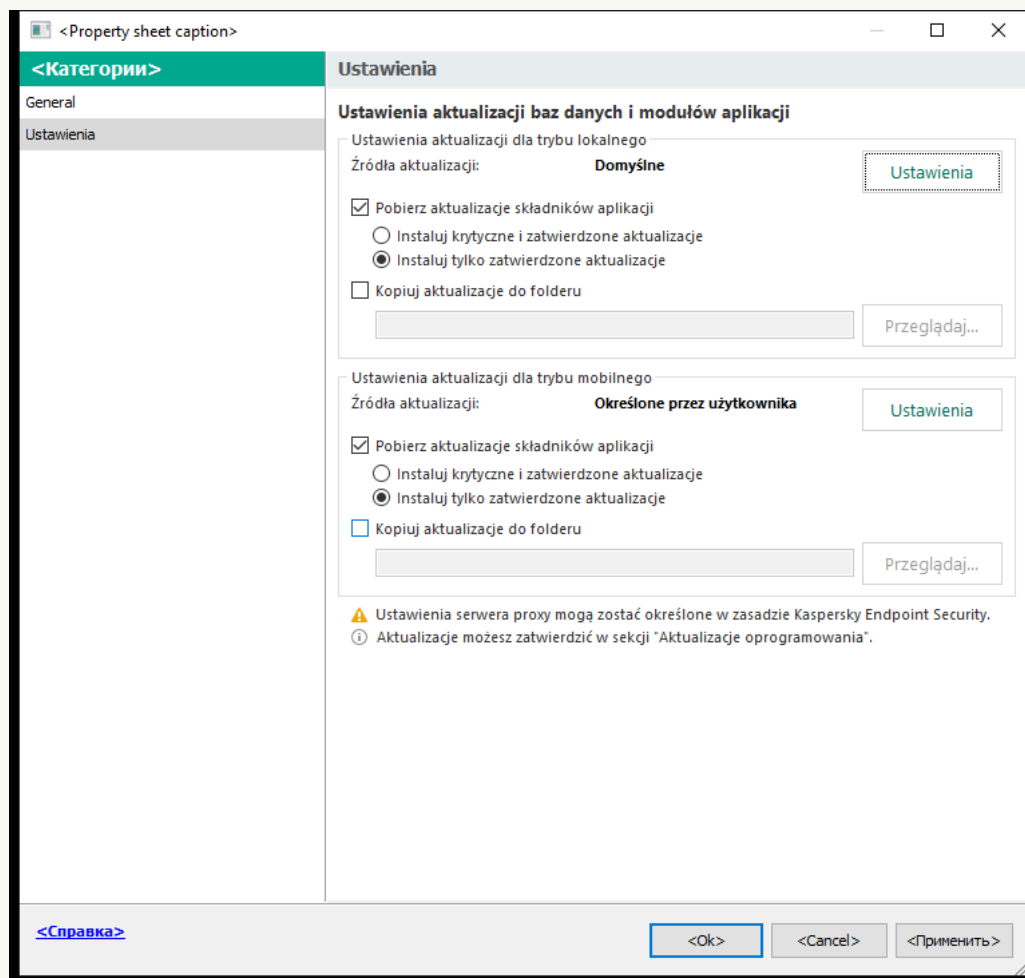 <Property sheet caption>
<Категории>
General
Ustawienia
Ustawienia
Ustawienia aktualizacji baz danych i modułów aplikacji
Ustawienia aktualizacji dla trybu lokalnego
Źródła aktualizacji: Domyślne Ustawienia
Pobierz aktualizacje składników aplikacji
Instaluj krytyczne i zatwierdzone aktualizacje
Instaluj tylko zatwierdzone aktualizacje
Kopiuj aktualizacje do folderu
Przeglądaj...
Ustawienia aktualizacji dla trybu mobilnego
Źródła aktualizacji: Określone przez użytkownika Ustawienia
Pobierz aktualizacje składników aplikacji
Instaluj krytyczne i zatwierdzone aktualizacje
Instaluj tylko zatwierdzone aktualizacje
Kopiuj aktualizacje do folderu
Przeglądaj...
Ustawienia serwera proxy mogą zostać określone w zasadzie Kaspersky Endpoint Security.
Aktualizacje możesz zatwierdzić w sekcji "Aktualizacje oprogramowania".
<Справка>
<Ok> <Cancel> <Применить>